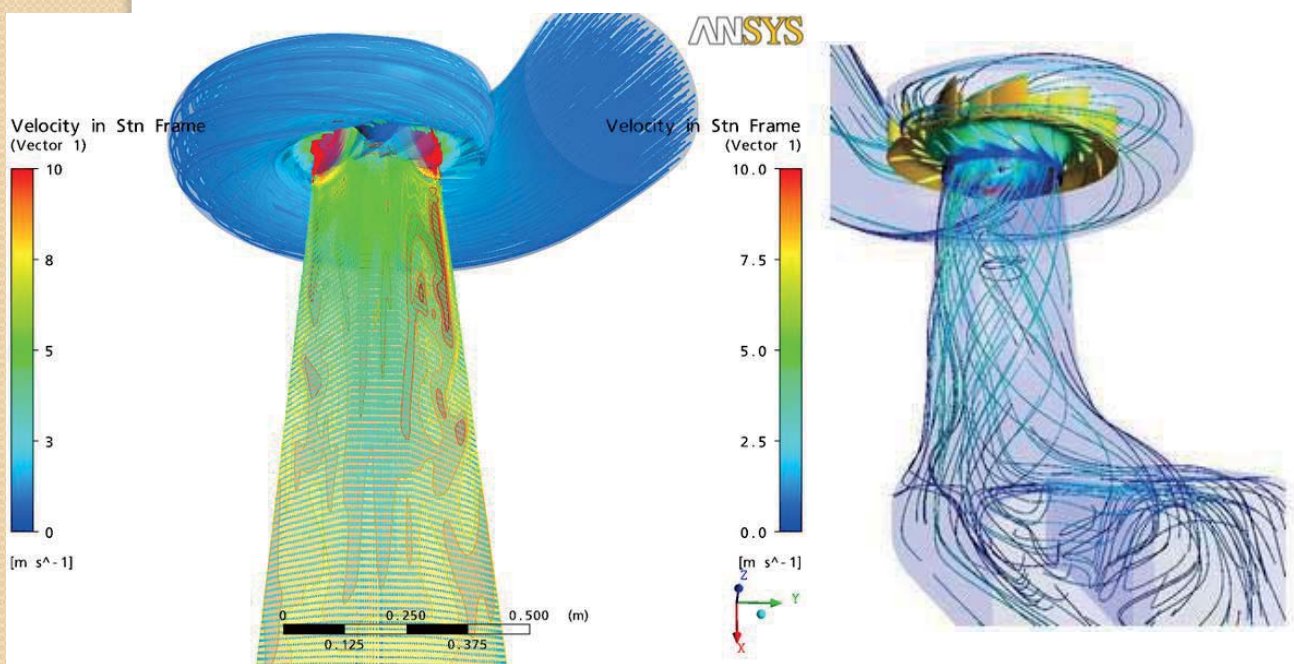 ANSYS
Velocity in Stn Frame
(Vector 1)
10
8
5
3
0
[m s^-1]
Velocity in Stn Frame
(Vector 1)
10.0
7.5
5.0
2.5
0.0
[m s^-1]
0 0.250 0.500 (m)
0.125 0.375
Z
Y
X